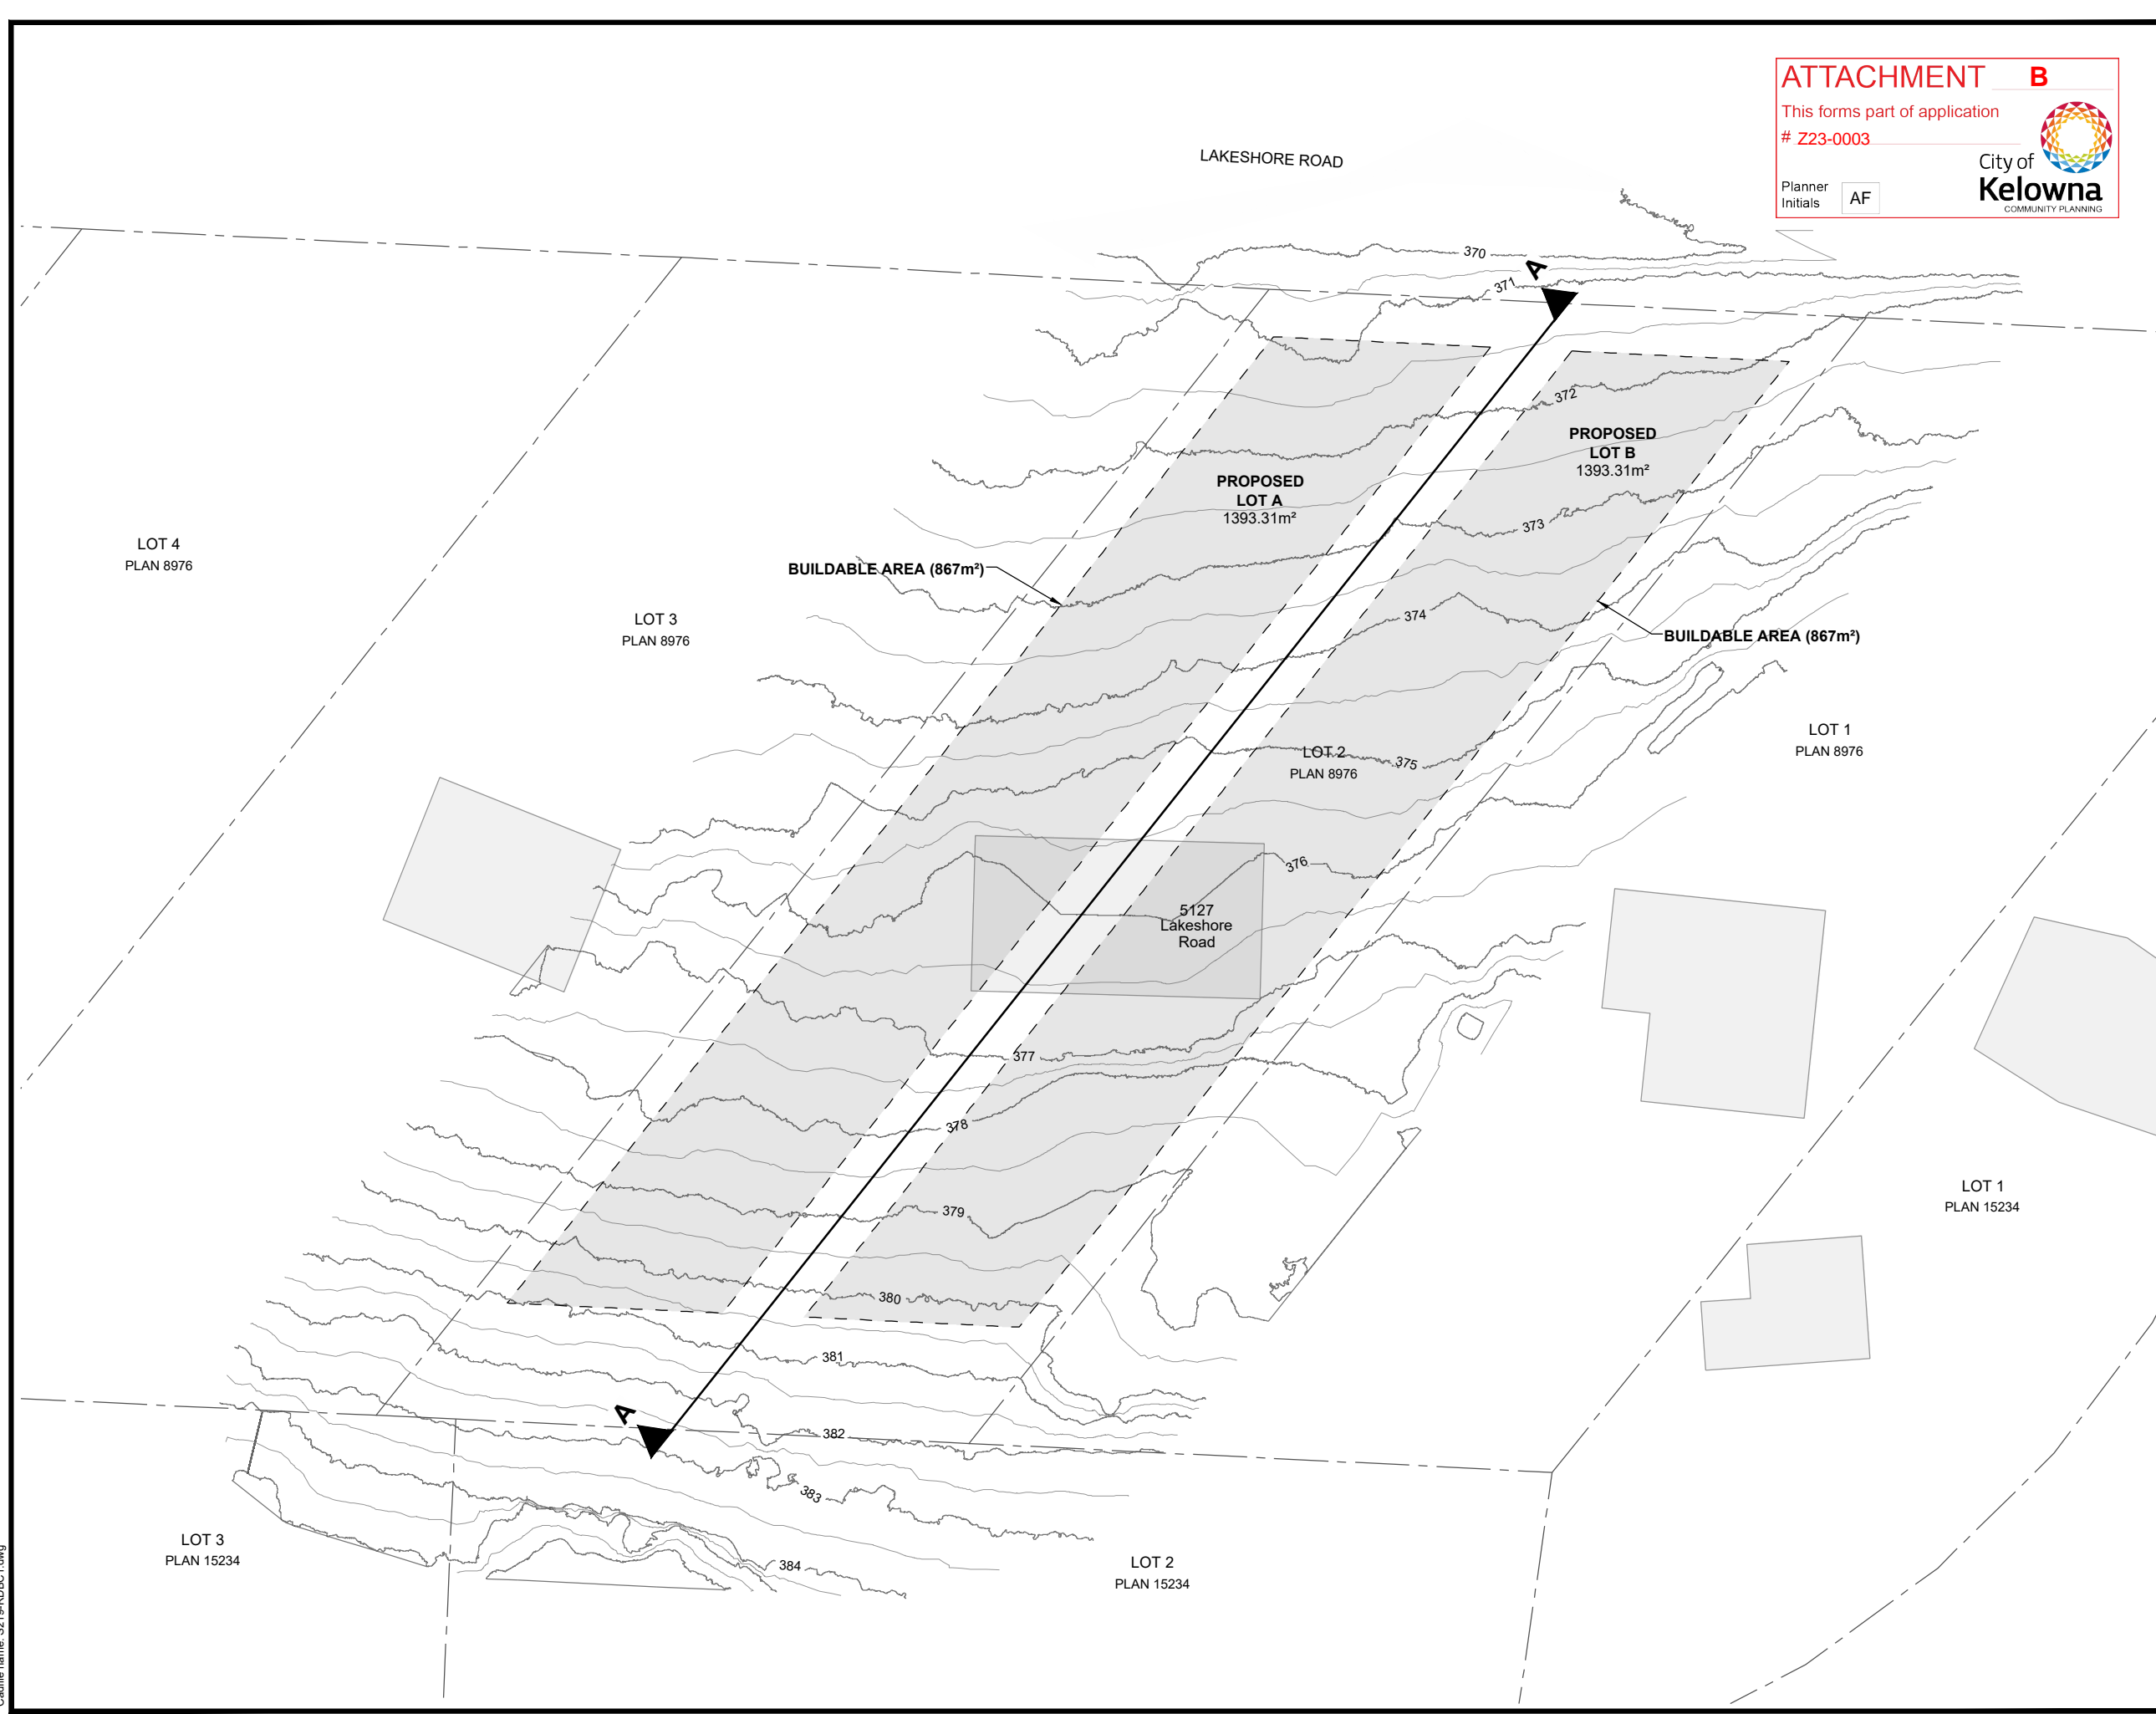 ATTACHMENT B
This forms part of application
# Z23-0003
City of
Kelowna
COMMUNITY PLANNING
Planner
Initials
AF
LAKESHORE ROAD
370
A
371
372
PROPOSED
LOT B
1393.31m²
PROPOSED
LOT A
1393.31m²
373
LOT 4
PLAN 8976
BUILDABLE AREA (867m²)
374
LOT 3
PLAN 8976
BUILDABLE AREA (867m²)
LOT 1
PLAN 8976
LOT 2
PLAN 8976
375
376
5127
Lakeshore
Road
377
378
LOT 1
PLAN 15234
379
380
381
A
382
383
LOT 3
PLAN 15234
384
LOT 2
PLAN 15234